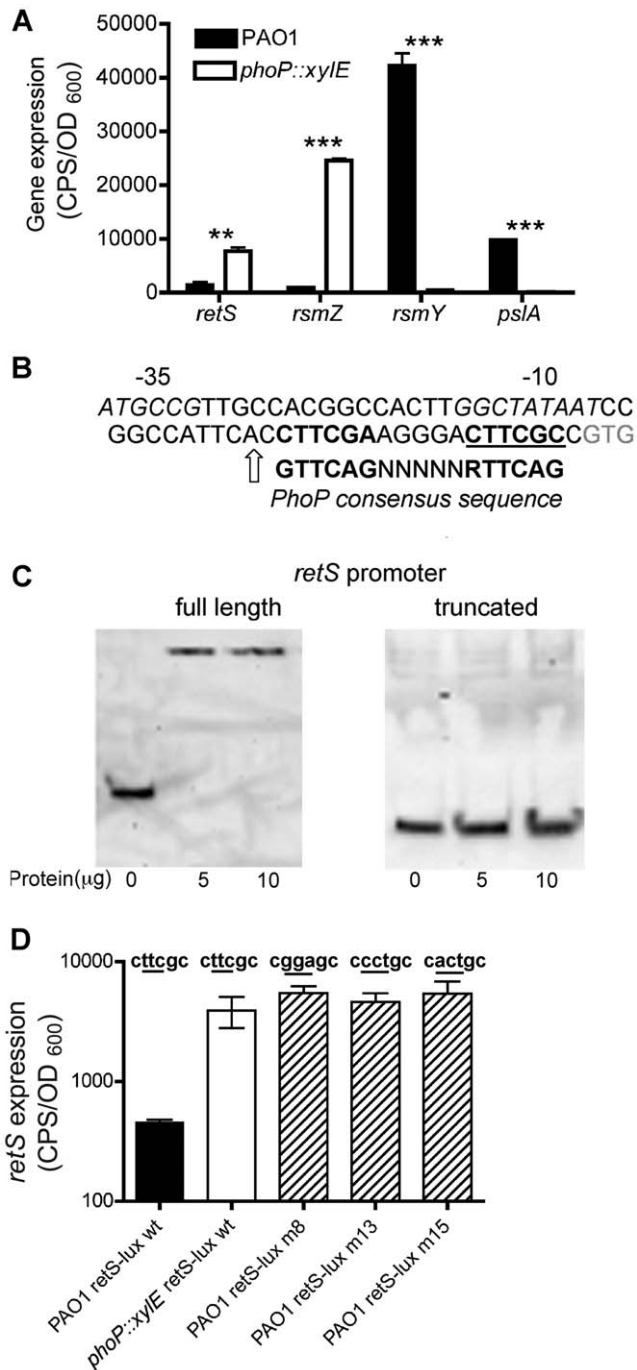 A
PAO1
phoP::xylE
Gene expression
(CPS/OD 600)
50000
40000
30000
20000
10000
0
**
***
***
***
retS rsmZ rsmY pslA
B
-35 -10
ATGCCGTTGCCACGGCCACTTGGCTATAATCC
GGCCATTCACCTTCGAAGGGACTTCGCCGTG
GTTCAGNNNNNRTTCAG
PhoP consensus sequence
C
retS promoter
full length truncated
Protein(µg) 0 5 10 0 5 10
D
cttcgc cttcgc cggagc ccctgc cactgc
retS expression
(CPS/OD 600)
10000
1000
100
PAO1 retS-lux wt
phoP::xylE retS-lux wt
PAO1 retS-lux m8
PAO1 retS-lux m13
PAO1 retS-lux m15